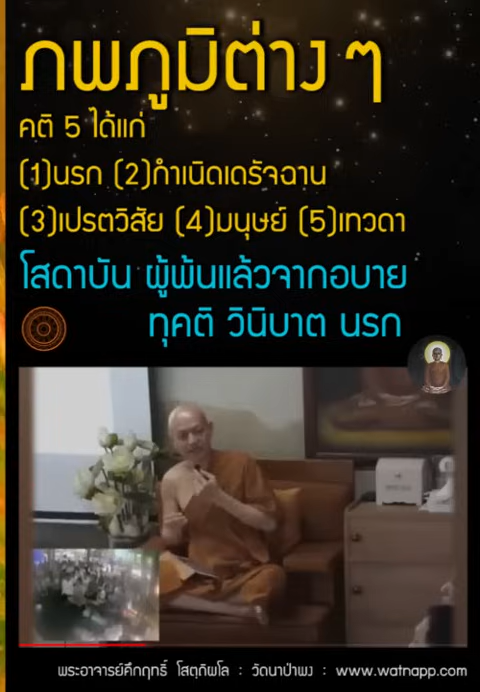 ภพภูมิต่าง ๆ
คติ 5 ได้แก่
(1)นรก (2)กำเนิดเดรัจฉาน
(3)เปรตวิสัย (4)มนุษย์ (5)เทวดา
โสดาบัน ผู้พ้นแล้วจากอบาย
ทุคติ วินิบาต นรก
พระอาจารย์คึกฤทธิ์ โสตฺถิผโล : วัดนาป่าพง : www.watnapp.com